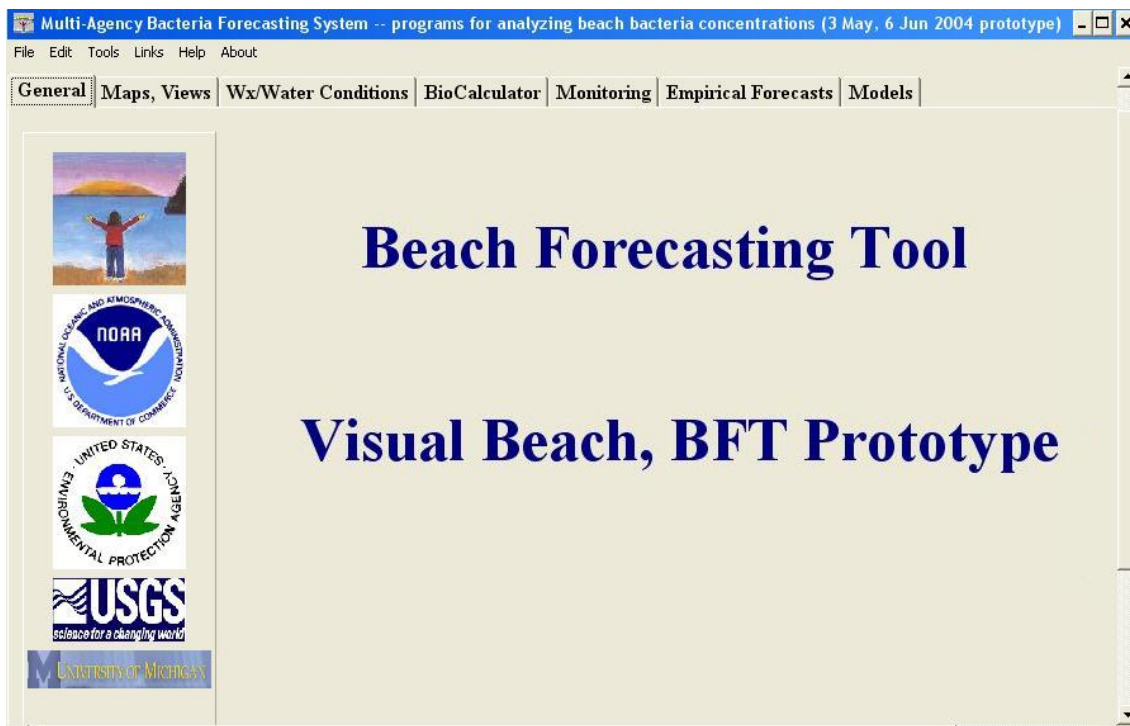 Multi-Agency Bacteria Forecasting System -- programs for analyzing beach bacteria concentrations (3 May, 6 Jun 2004 prototype)
File Edit Tools Links Help About
General Maps, Views Wx/Water Conditions BioCalculator Monitoring Empirical Forecasts Models
Beach Forecasting Tool
Visual Beach, BFT Prototype
NATIONAL OCEANIC AND ATMOSPHERIC ADMINISTRATION
NOAA
U.S. DEPARTMENT OF COMMERCE
UNITED STATES
ENVIRONMENTAL PROTECTION AGENCY
USGS
science for a changing world
M UNIVERSITY OF MICHIGAN